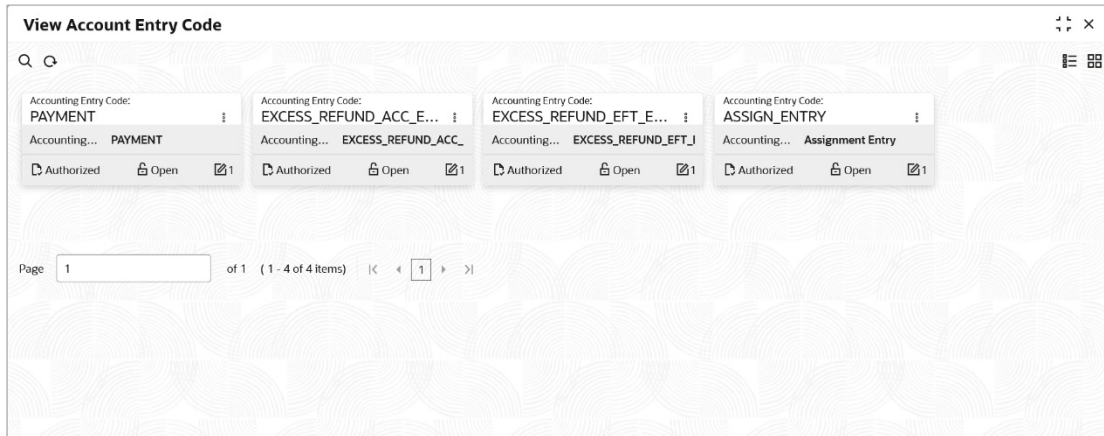 View Account Entry Code
Accounting Entry Code:
PAYMENT
Accounting... PAYMENT
Authorized Open 1
Accounting Entry Code:
EXCESS_REFUND_ACC_E...
Accounting... EXCESS_REFUND_ACC_
Authorized Open 1
Accounting Entry Code:
EXCESS_REFUND_EFT_E...
Accounting... EXCESS_REFUND_EFT_I
Authorized Open 1
Accounting Entry Code:
ASSIGN_ENTRY
Accounting... Assignment Entry
Authorized Open 1
Page 1 of 1 (1 - 4 of 4 items) 1